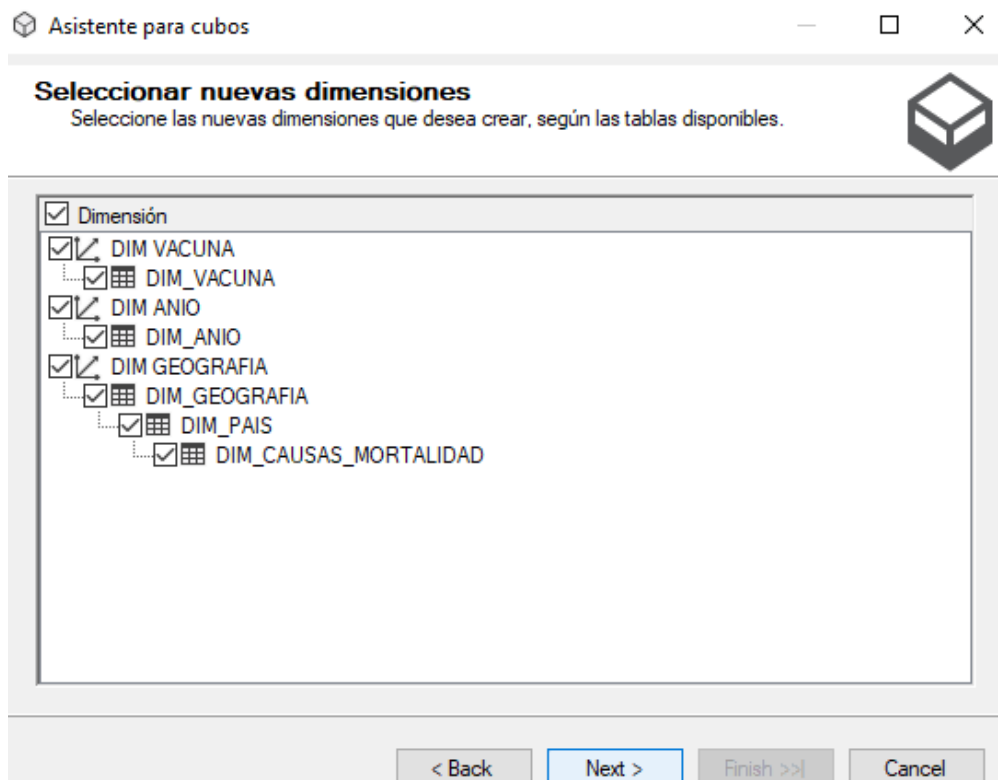 Asistente para cubos
Seleccionar nuevas dimensiones
Seleccione las nuevas dimensiones que desea crear, según las tablas disponibles.
Dimensión
DIM VACUNA
DIM_VACUNA
DIM ANIO
DIM_ANIO
DIM GEOGRAFIA
DIM_GEOGRAFIA
DIM_PAIS
DIM_CAUSAS_MORTALIDAD
< Back Next > Finish >>| Cancel